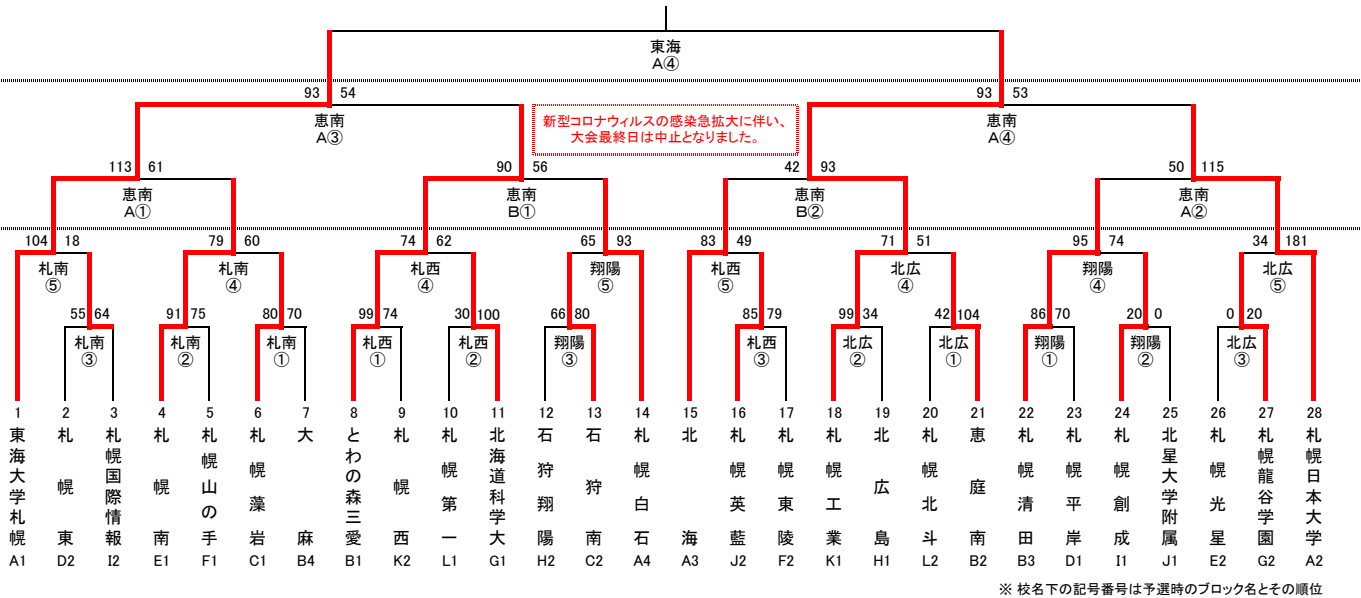 東海
A④
93 54
93 53
恵南
A③
新型コロナウィルスの感染急拡大に伴い、
大会最終日は中止となりました。
恵南
A④
113 61
90 56
42 93
50 115
恵南
A①
恵南
B①
恵南
B②
恵南
A②
104 18
79 60
74 62
65 93
83 49
71 51
95 74
34 181
札南
⑤
札南
④
札西
④
翔陽
⑤
札西
⑤
北広
④
翔陽
④
北広
⑤
55 64
91 75
80 70
99 74
30 100
66 80
85 79
99 34
42 104
86 70
20 0
0 20
札南
③
札南
②
札南
①
札西
①
札西
②
翔陽
③
札西
③
北広
②
北広
①
翔陽
①
翔陽
②
北広
③
1 2 3 4 5 6 7 8 9 10 11 12 13 14 15 16 17 18 19 20 21 22 23 24 25 26 27 28
東海大学札幌
札幌東
札幌国際情報
札幌南
札幌山の手
札幌藻岩
大麻
とわの森三愛
札幌西
札幌第一
北海道科学大
石狩翔陽
石狩南
札幌白石
北海
札幌英藍
札幌東陵
札幌工業
北広島
札幌北斗
恵庭南
札幌清田
札幌平岸
札幌創成
北星大学附属
札幌光星
札幌龍谷学園
札幌日本大学
A1 D2 I2 E1 F1 C1 B4 B1 K2 L1 G1 H2 C2 A4 A3 J2 F2 K1 H1 L2 B2 B3 D1 I1 J1 E2 G2 A2
※ 校名下の記号番号は予選時のブロック名とその順位